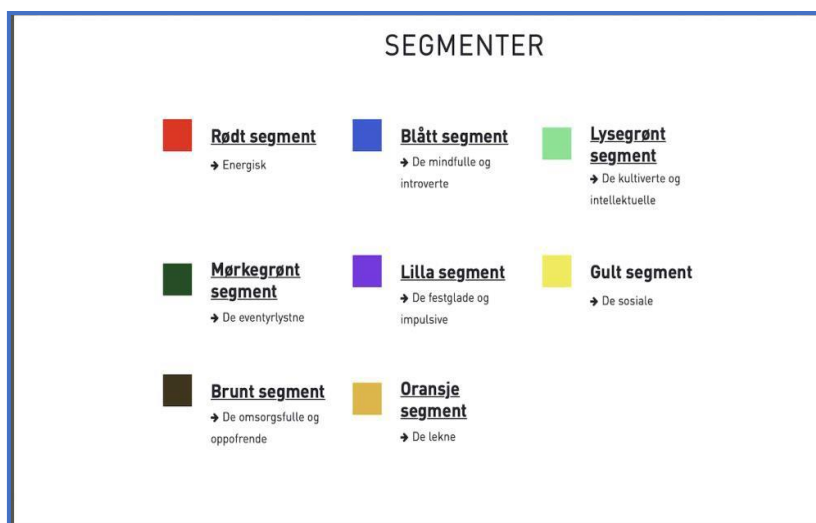 SEGMENTER
Rødt segment
→ Energisk
Blått segment
→ De mindfulle og
introverte
Lysegrønt
segment
→ De kultiverte og
intellektuelle
Mørkegrønt
segment
→ De eventyrlystne
Lilla segment
→ De festglade og
impulsive
Gult segment
→ De sosiale
Brunt segment
→ De omsorgsfulle og
oppofrende
Oransje
segment
→ De lekne